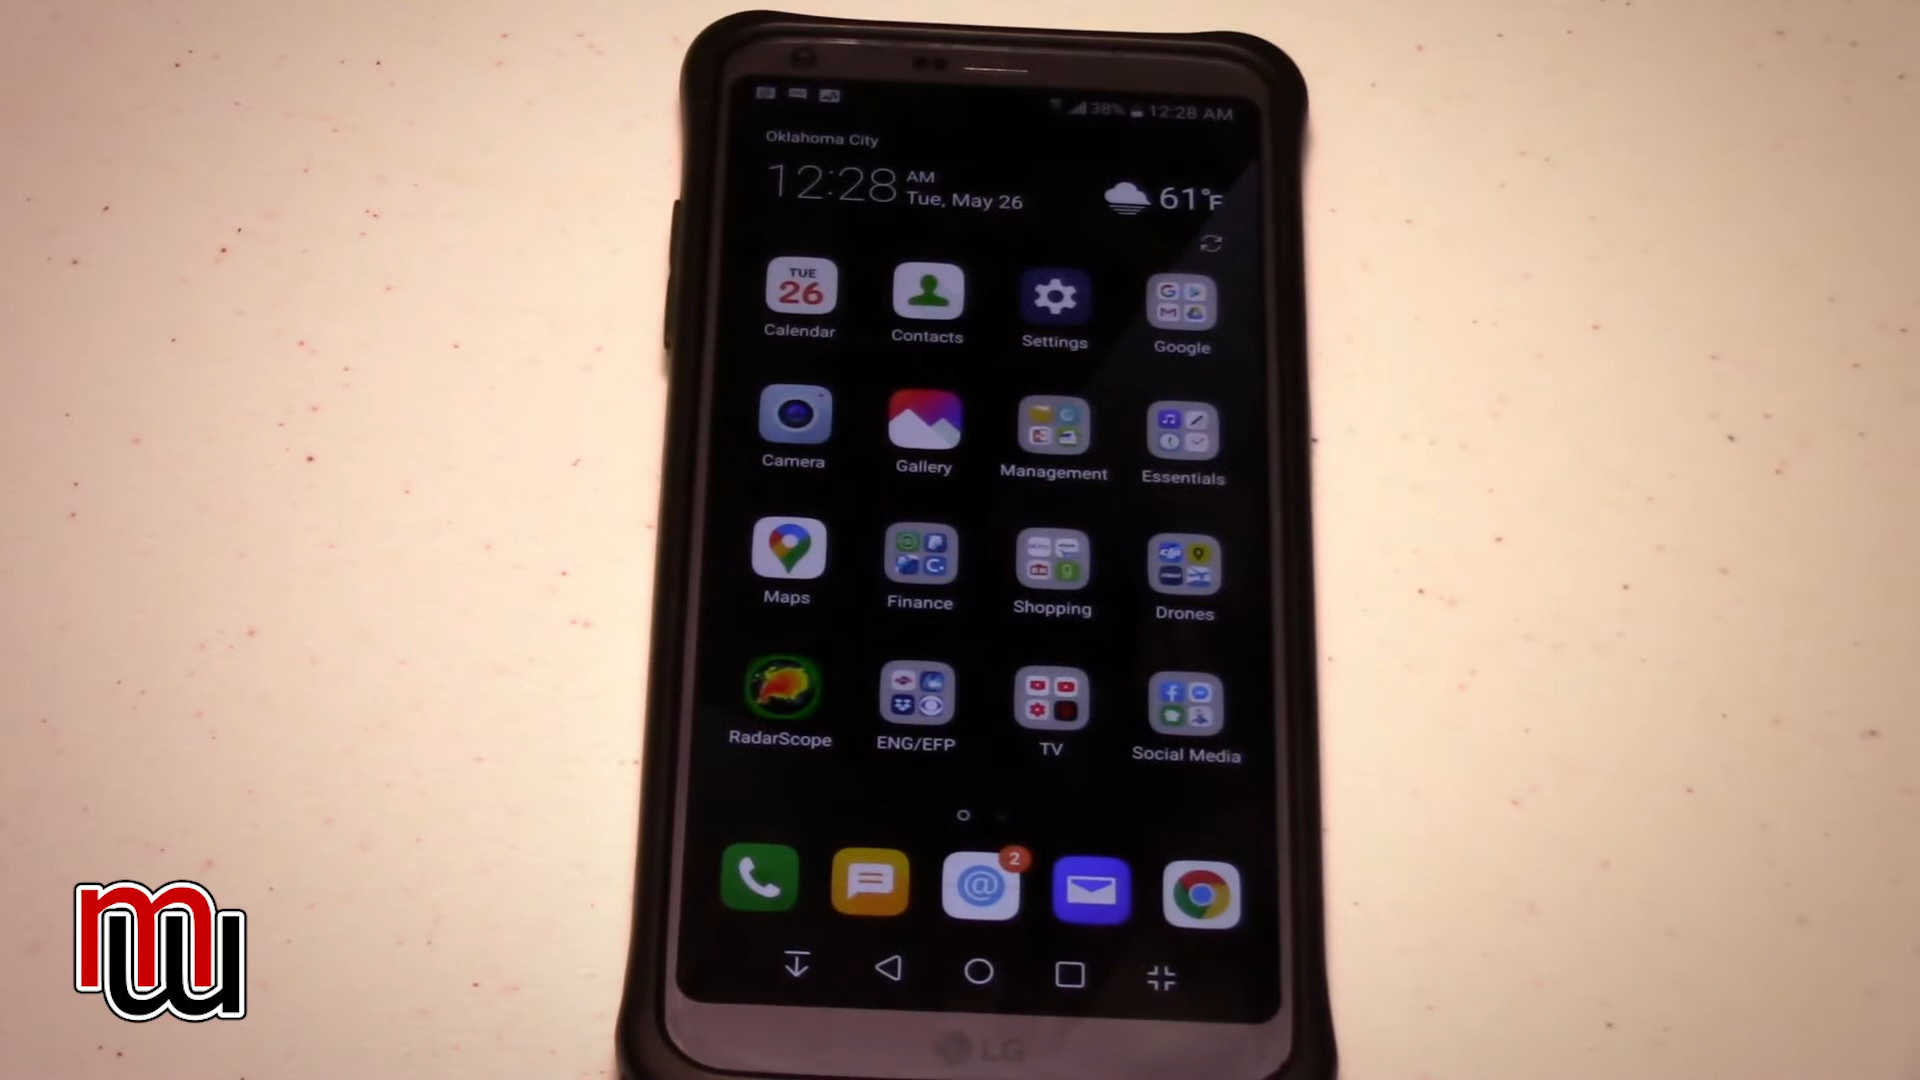 38% 12:28 AM
Oklahoma City
12:28 AM
Tue, May 26
61°F
TUE
26
Calendar
Contacts
Settings
Google
Camera
Gallery
Management
Essentials
Maps
Finance
Shopping
Drones
RadarScope
ENG/EFP
TV
Social Media
2
@
LG
mw